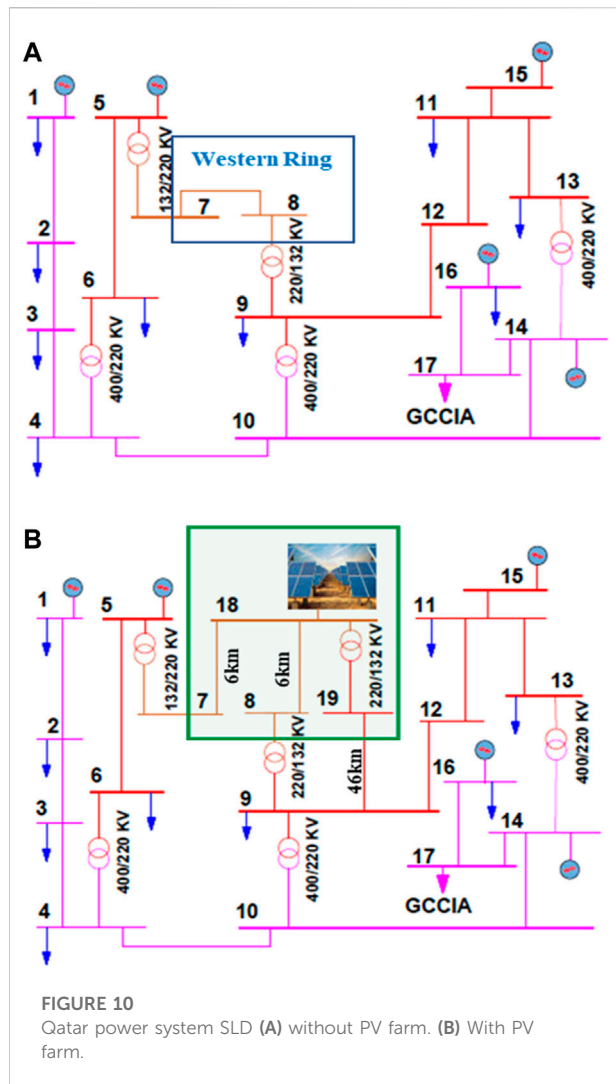 A
1
5
15
11
132/220 KV
Western Ring
2
7
8
12
13
220/132 KV
6
16
400/220 KV
3
9
14
400/220 KV
400/220 KV
17
4
10
GCCIA
B
15
1
5
18
11
132/220 KV
6km
6km
220/132 KV
13
7
8
19
12
2
220/132 KV
46km
400/220 KV
6
16
3
9
14
400/220 KV
400/220 KV
17
4
10
GCCIA
FIGURE 10
Qatar power system SLD (A) without PV farm. (B) With PV
farm.